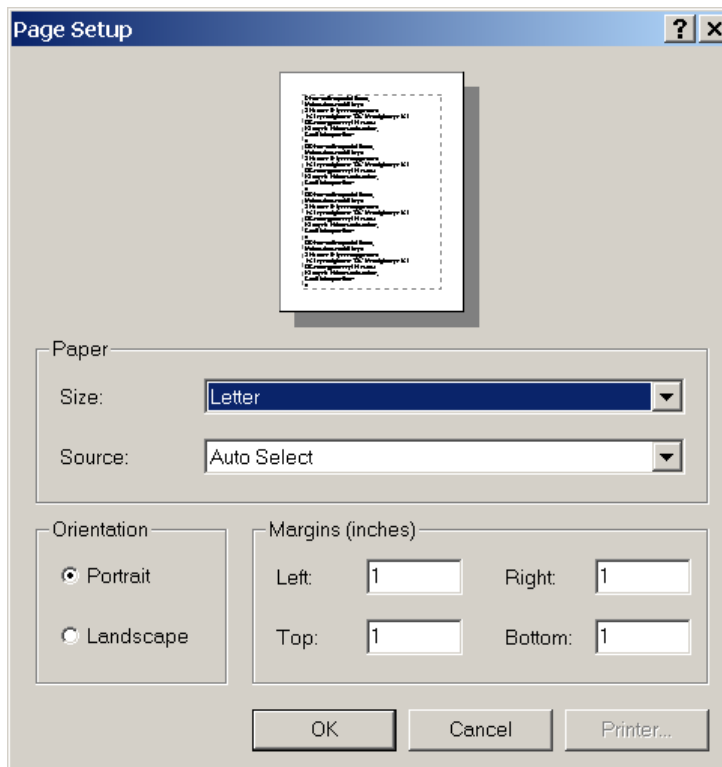 Page Setup
Paper
Size: Letter
Source: Auto Select
Orientation
Portrait
Landscape
Margins (inches)
Left: 1 Right: 1
Top: 1 Bottom: 1
OK Cancel Printer...